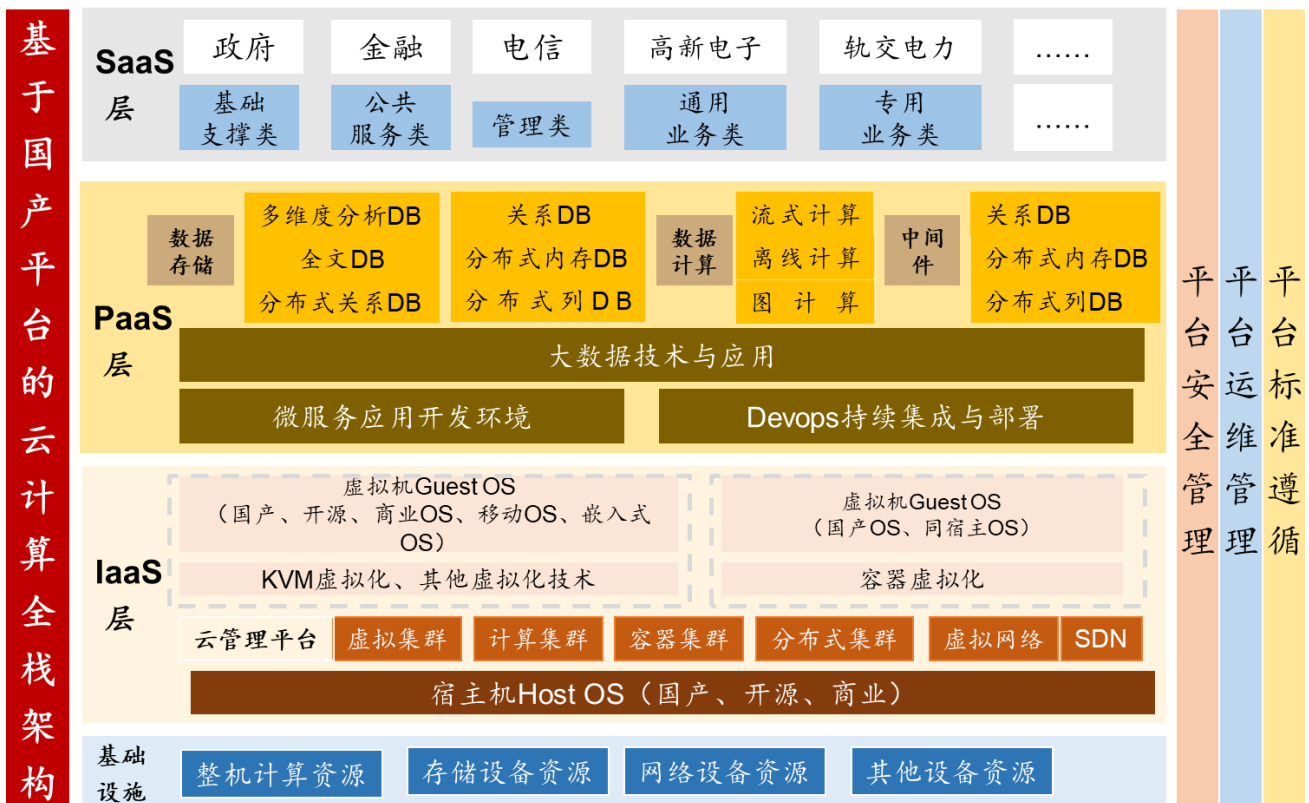 基于国产平台的云计算全栈架构
SaaS
层
政府
金融
电信
高新电子
轨交电力
......
基础
支撑类
公共
服务类
管理类
通用
业务类
专用
业务类
......
PaaS
层
数据
存储
多维度分析DB
全文DB
分布式关系DB
关系DB
分布式内存DB
分布式列DB
数据
计算
流式计算
离线计算
图计算
中间
件
关系DB
分布式内存DB
分布式列DB
大数据技术与应用
微服务应用开发环境
Devops持续集成与部署
IaaS
层
虚拟机Guest OS
（国产、开源、商业OS、移动OS、嵌入式
OS）
KVM虚拟化、其他虚拟化技术
虚拟机Guest OS
（国产OS、同宿主OS）
容器虚拟化
云管理平台
虚拟集群
计算集群
容器集群
分布式集群
虚拟网络
SDN
宿主机Host OS（国产、开源、商业）
基础
设施
整机计算资源
存储设备资源
网络设备资源
其他设备资源
平台安全管理
平台运维管理
平台标准遵循